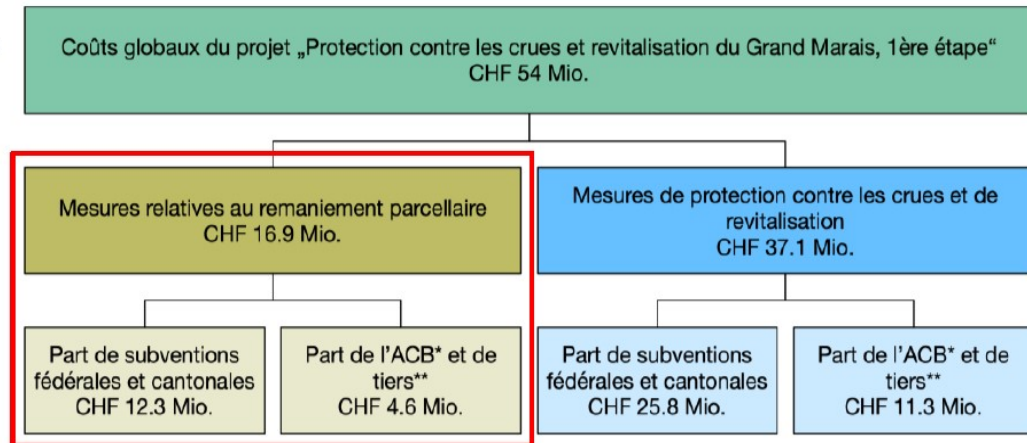 Coûts globaux du projet „Protection contre les crues et revitalisation du Grand Marais, 1ère étape“
CHF 54 Mio.
Mesures relatives au remaniement parcellaire
CHF 16.9 Mio.
Mesures de protection contre les crues et de
revitalisation
CHF 37.1 Mio.
Part de subventions
fédérales et cantonales
CHF 12.3 Mio.
Part de l'ACB* et de
tiers**
CHF 4.6 Mio.
Part de subventions
fédérales et cantonales
CHF 25.8 Mio.
Part de l'ACB* et de
tiers**
CHF 11.3 Mio.